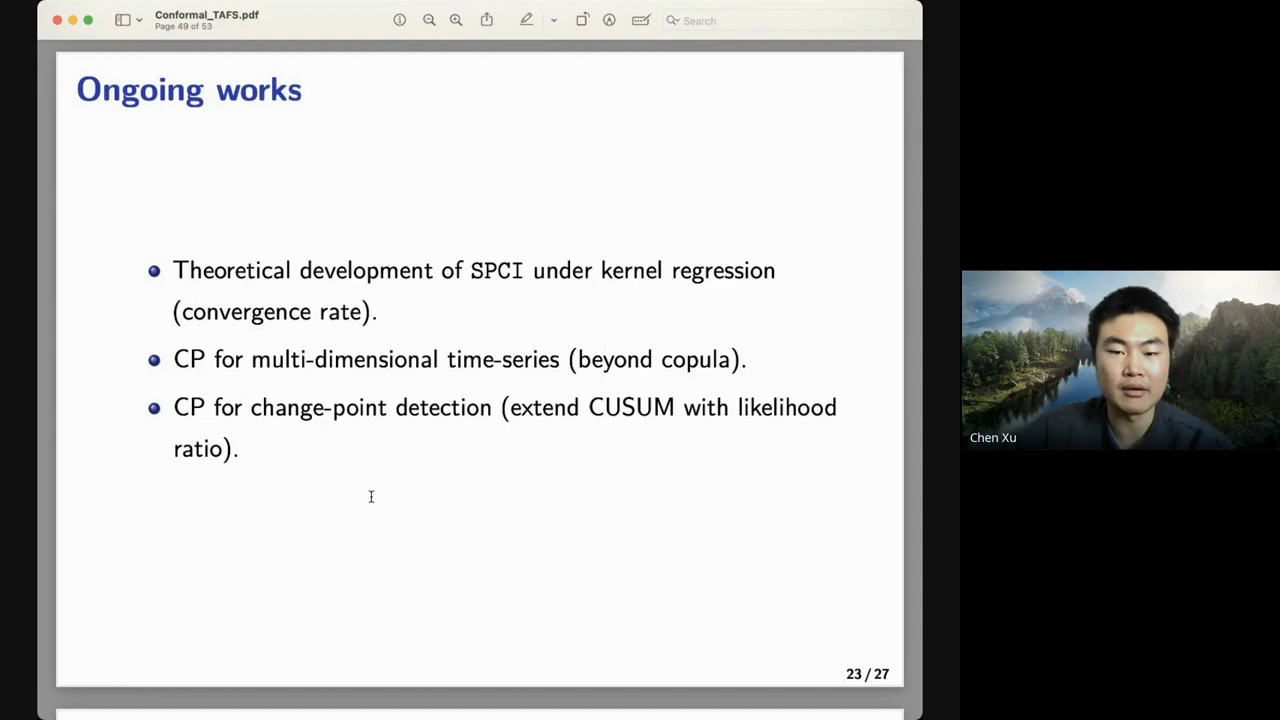 Conformal_TAFS.pdf
Page 49 of 53
Search
Ongoing works
Theoretical development of SPCI under kernel regression
(convergence rate).
CP for multi-dimensional time-series (beyond copula).
CP for change-point detection (extend CUSUM with likelihood
ratio).
23 / 27
Chen Xu